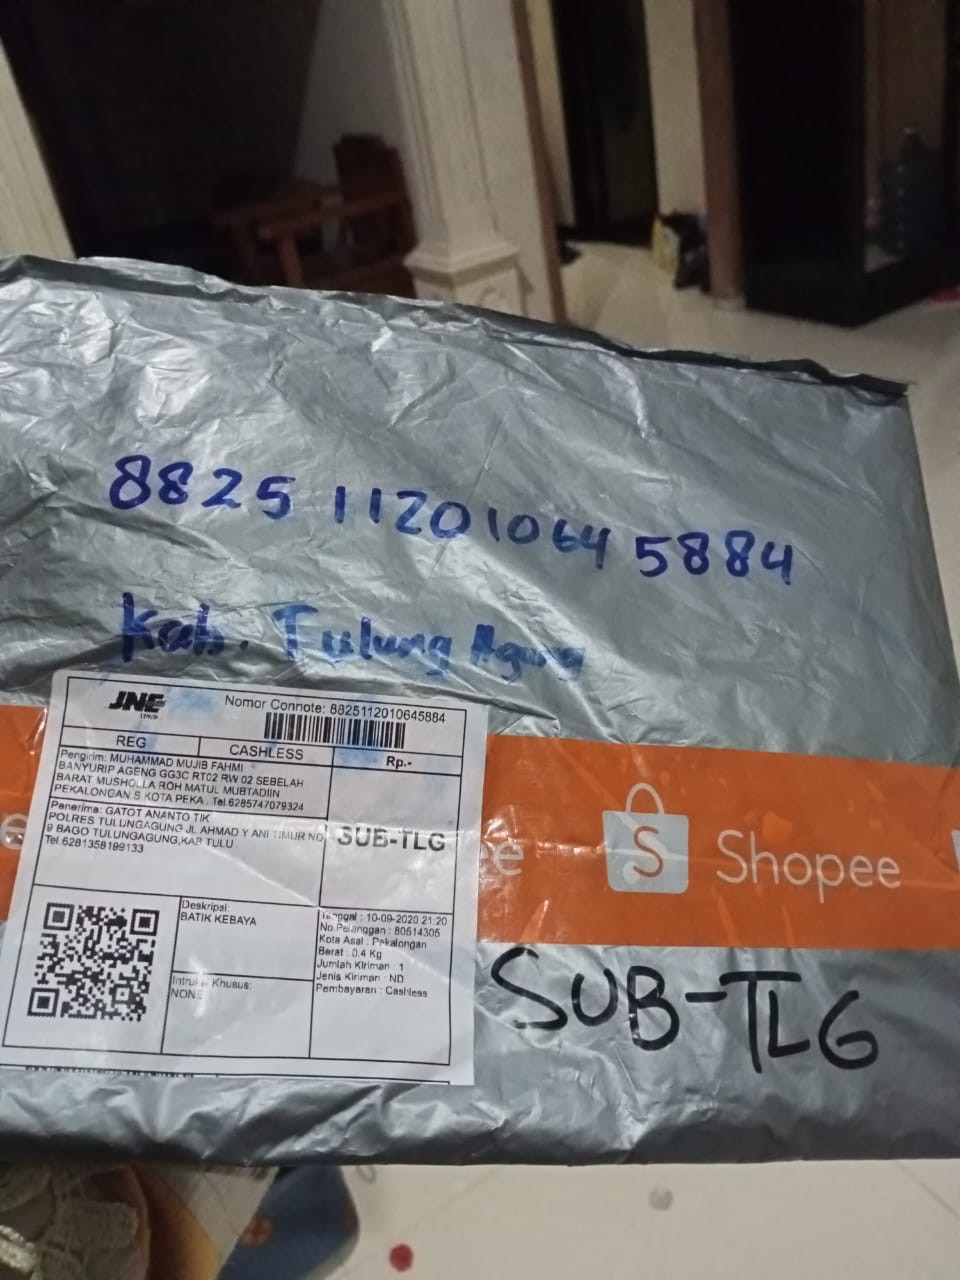 8825 112010645884
Kab. Tulung Agung
JNE
Nomor Connote: 8825112010645884
REG
CASHLESS
Rp.-
Pengirim: MUHAMMAD MUJIB FAHMI
BANYURIP AGENG GG3C RT02 RW 02 SEBELAH
BARAT MUSHOLLA ROH MATUL MUBTADIIN
PEKALONGAN S KOTA PEKA . Tel.6285747079324
Penerima: GATOT ANANTO TIK
POLRES TULUNGAGUNG JL AHMAD Y ANI TIMUR NO
9 BAGO TULUNGAGUNG,KAB TULU .
Tel.6281358199133
SUB-TLG
Deskripsi:
BATIK KEBAYA
Tanggal : 10-09-2020 21:20
No.Pelanggan : 80514305
Kota Asal : Pekalongan
Berat : 0.4 Kg
Jumlah Kiriman : 1
Jenis Kiriman : ND
Pembayaran : Cashless
Intruksi Khusus:
NONE
ee
S Shopee
SUB-TLG